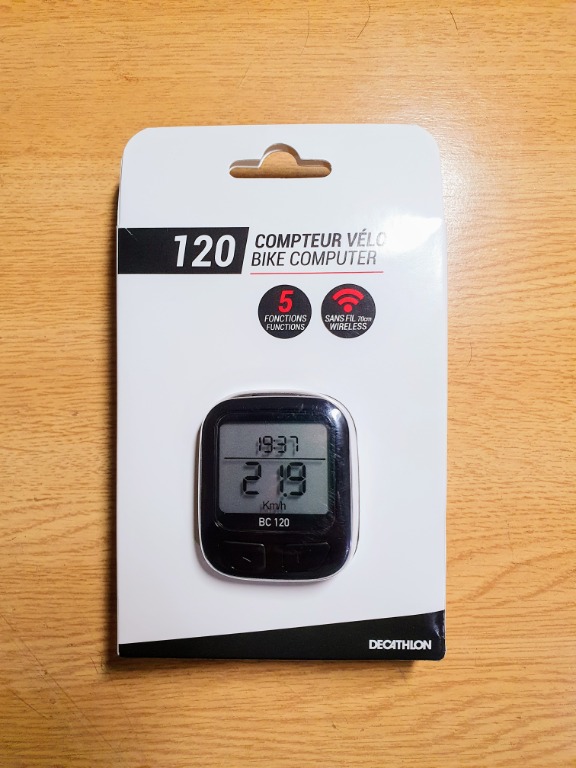 120
COMPTEUR VÉLO
BIKE COMPUTER
5
FONCTIONS
FUNCTIONS
SANS FIL 70cm
WIRELESS
19:37
21.9
Km/h
BC 120
DECATHLON